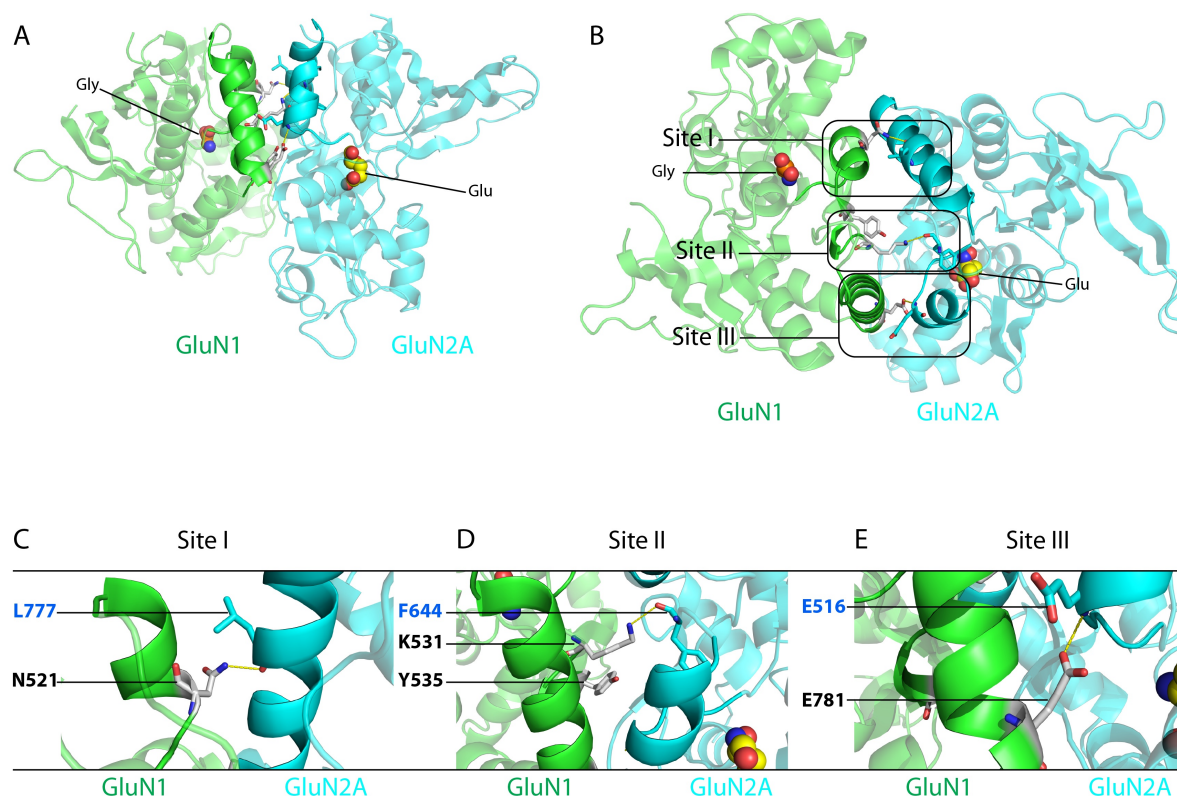 A
Gly
Glu
GluN1
GluN2A
B
Site I
Gly
Site II
Glu
Site III
GluN1
GluN2A
C
Site I
L777
N521
GluN1
GluN2A
D
Site II
F644
K531
Y535
GluN1
GluN2A
E
Site III
E516
E781
GluN1
GluN2A